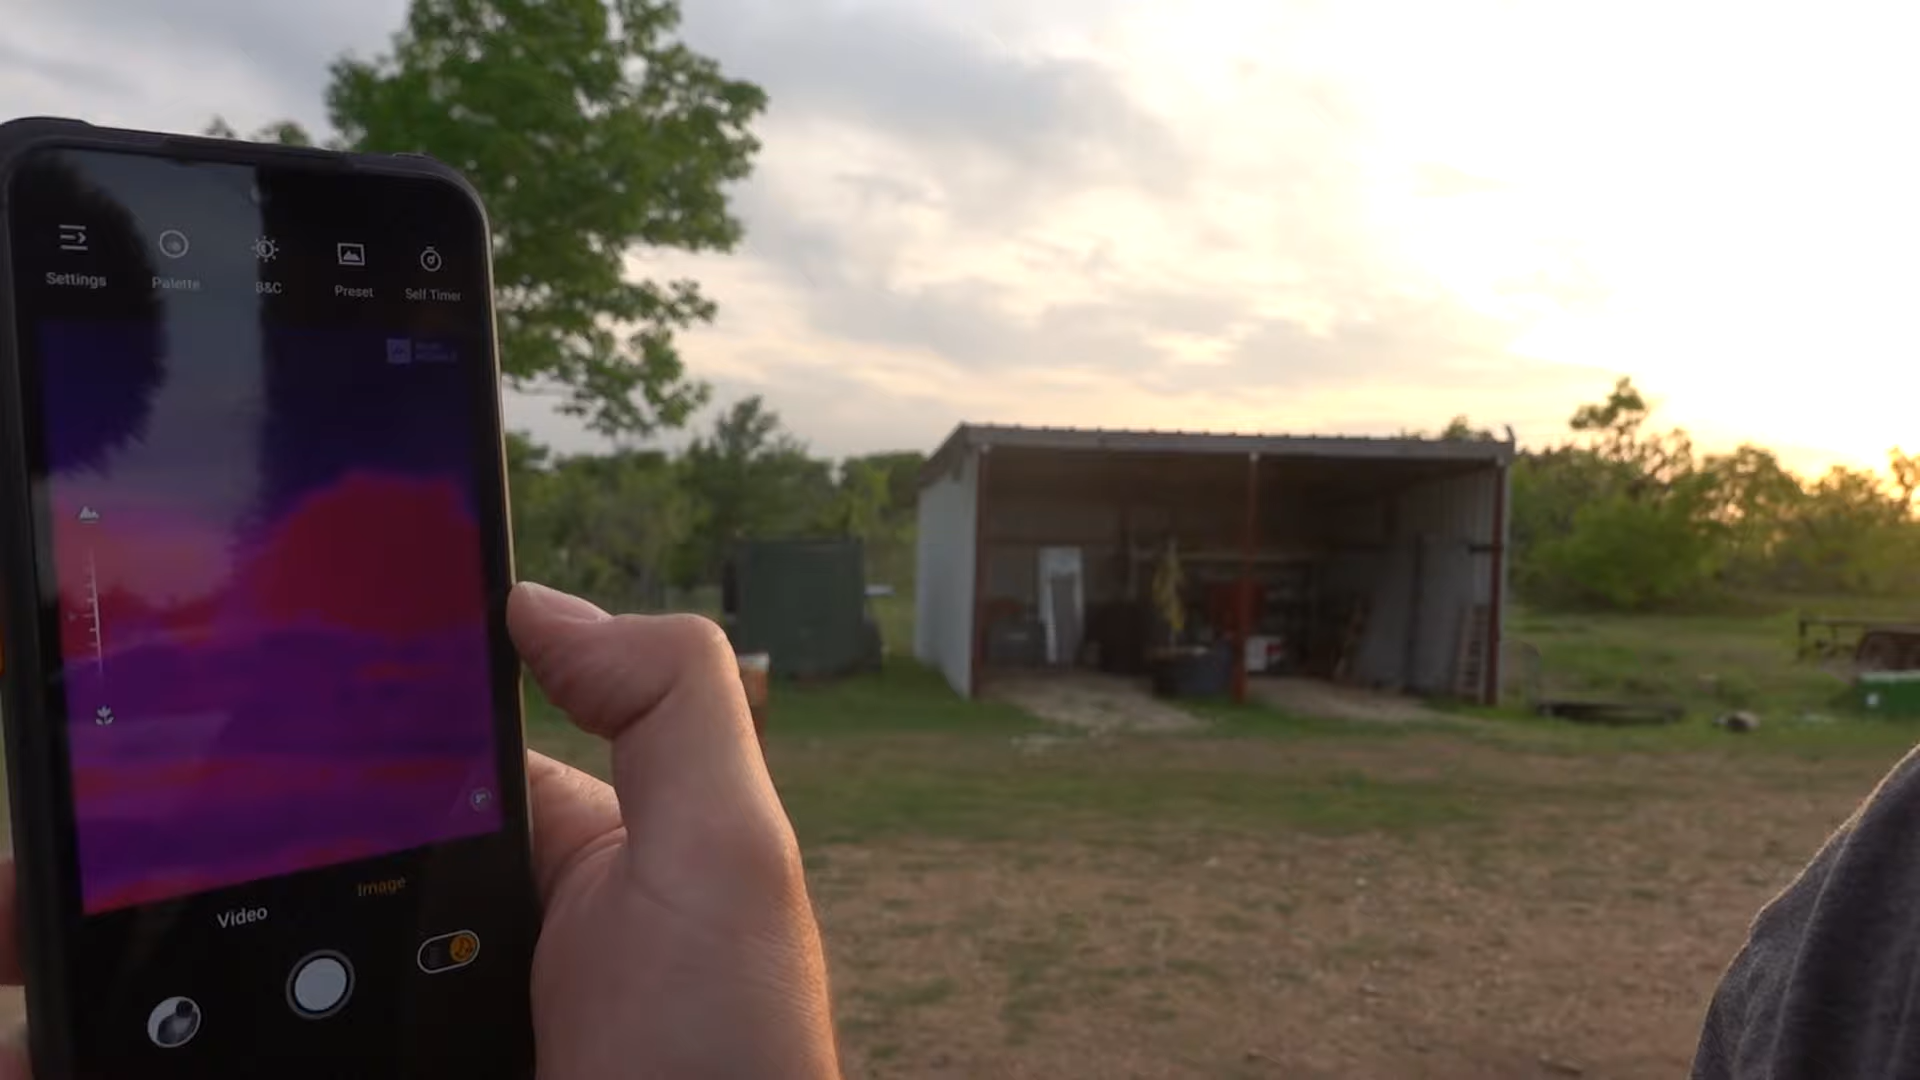 Settings
Palette
B&C
Preset
Self Timer
Video
Image